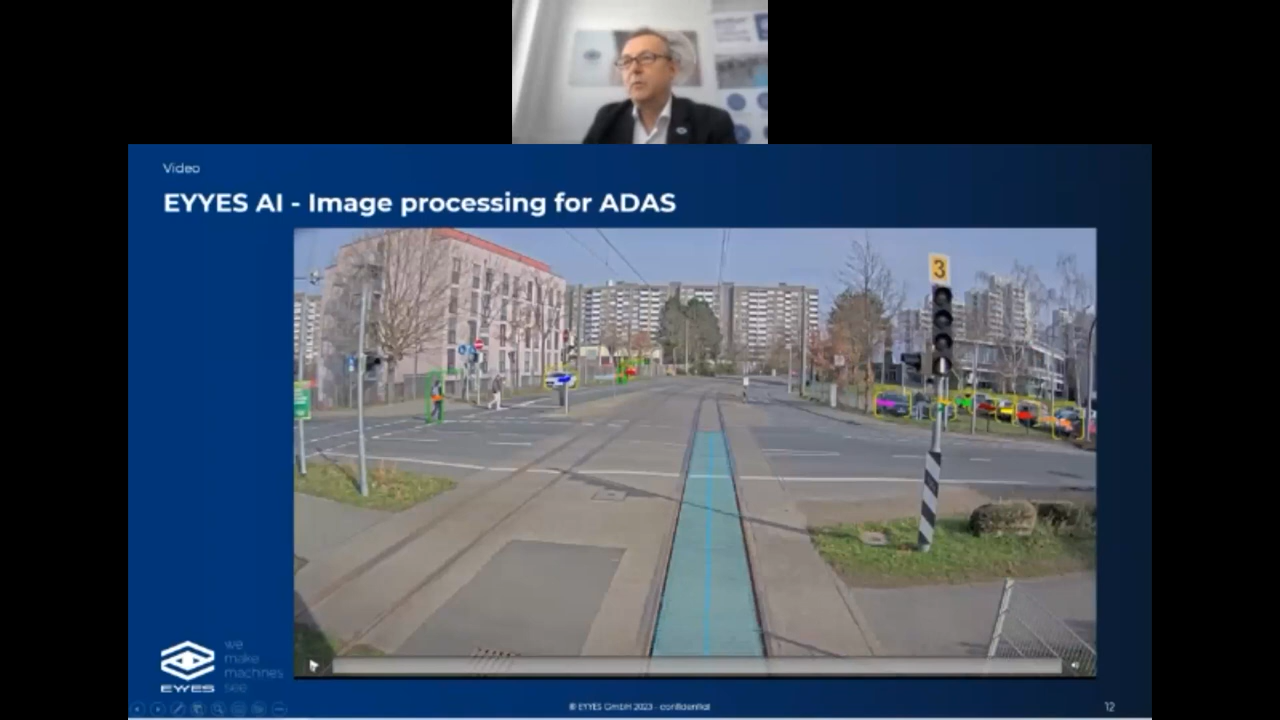 Video
EYYES AI - Image processing for ADAS
3
EYYES
we
make
machines
see
© EYYES GmbH 2023 - confidential
12